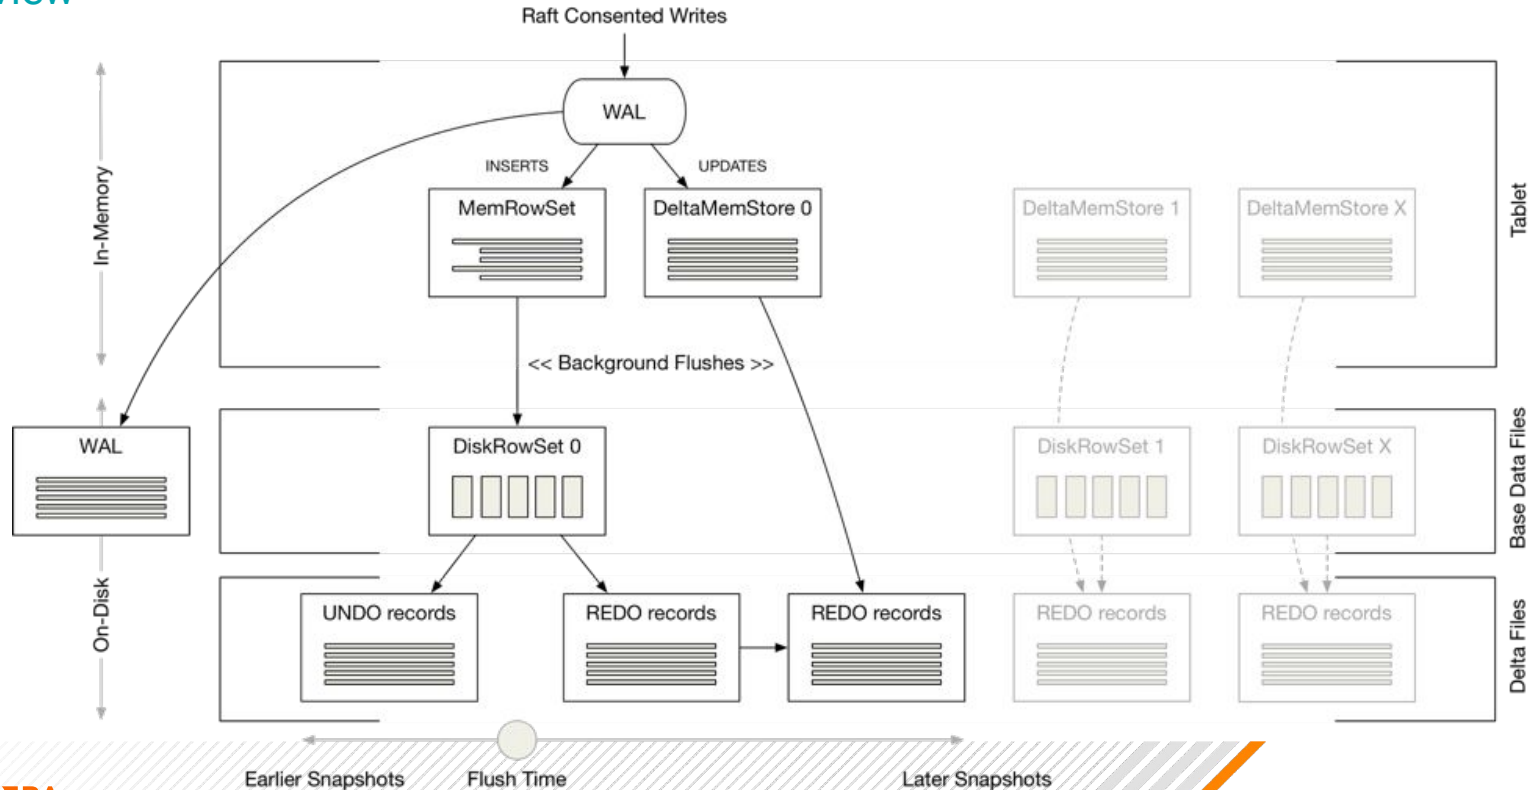 Raft Consented Writes
WAL
INSERTS
UPDATES
MemRowSet
DeltaMemStore 0
DeltaMemStore 1
DeltaMemStore X
In-Memory
Tablet
<< Background Flushes >>
WAL
DiskRowSet 0
DiskRowSet 1
DiskRowSet X
Base Data Files
On-Disk
UNDO records
REDO records
REDO records
REDO records
REDO records
Delta Files
Earlier Snapshots
Flush Time
Later Snapshots